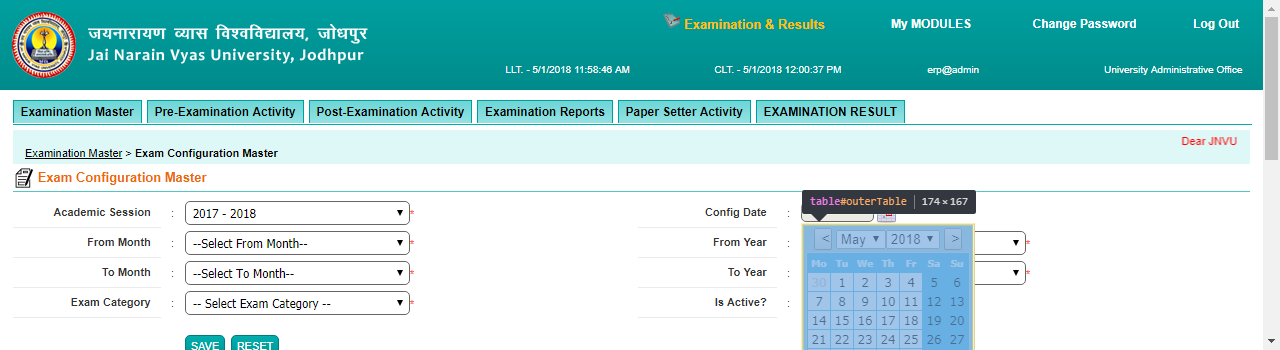 जयनारायण व्यास विश्वविद्यालय, जोधपुर
Jai Narain Vyas University, Jodhpur
Examination & Results My MODULES Change Password Log Out
LLT. - 5/1/2018 11:58:46 AM CLT. - 5/1/2018 12:00:37 PM erp@admin University Administrative Office
Examination Master Pre-Examination Activity Post-Examination Activity Examination Reports Paper Setter Activity EXAMINATION RESULT
Dear JNVU
Examination Master > Exam Configuration Master
Exam Configuration Master
Academic Session : 2017 - 2018 * Config Date :
table#outerTable 174 × 167
From Month : --Select From Month-- * From Year : *
< May 2018 >
Mo Tu We Th Fr Sa Su
To Month : --Select To Month-- * To Year : *
30 1 2 3 4 5 6
Exam Category : -- Select Exam Category -- * Is Active? :
7 8 9 10 11 12 13
14 15 16 17 18 19 20
21 22 23 24 25 26 27
SAVE RESET